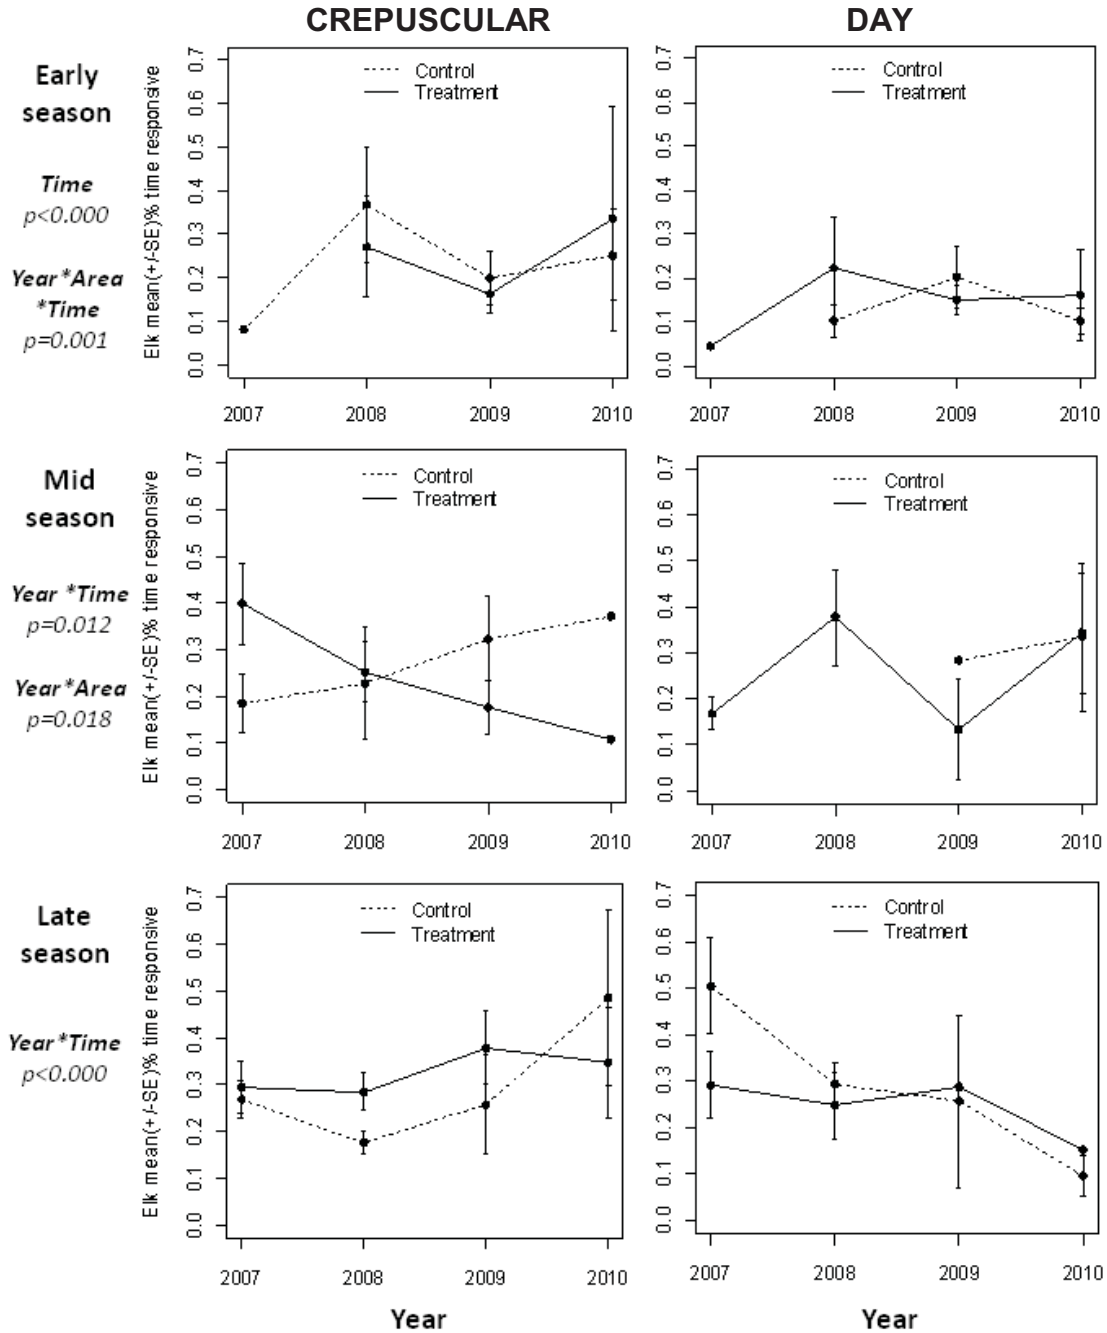 CREPUSCULAR DAY
Early
season
Time
p<0.000
Year*Area
*Time
p=0.001
Elk mean(+/-SE)% time responsive
0.0 0.1 0.2 0.3 0.4 0.5 0.6 0.7
Control
Treatment
2007 2008 2009 2010
0.0 0.1 0.2 0.3 0.4 0.5 0.6 0.7
Control
Treatment
2007 2008 2009 2010
Mid
season
Year *Time
p=0.012
Year*Area
p=0.018
Elk mean(+/-SE)% time responsive
0.0 0.1 0.2 0.3 0.4 0.5 0.6 0.7
Control
Treatment
2007 2008 2009 2010
0.0 0.1 0.2 0.3 0.4 0.5 0.6 0.7
Control
Treatment
2007 2008 2009 2010
Late
season
Year*Time
p<0.000
Elk mean(+/-SE)% time responsive
0.0 0.1 0.2 0.3 0.4 0.5 0.6 0.7
Control
Treatment
2007 2008 2009 2010
Year
0.0 0.1 0.2 0.3 0.4 0.5 0.6 0.7
Control
Treatment
2007 2008 2009 2010
Year